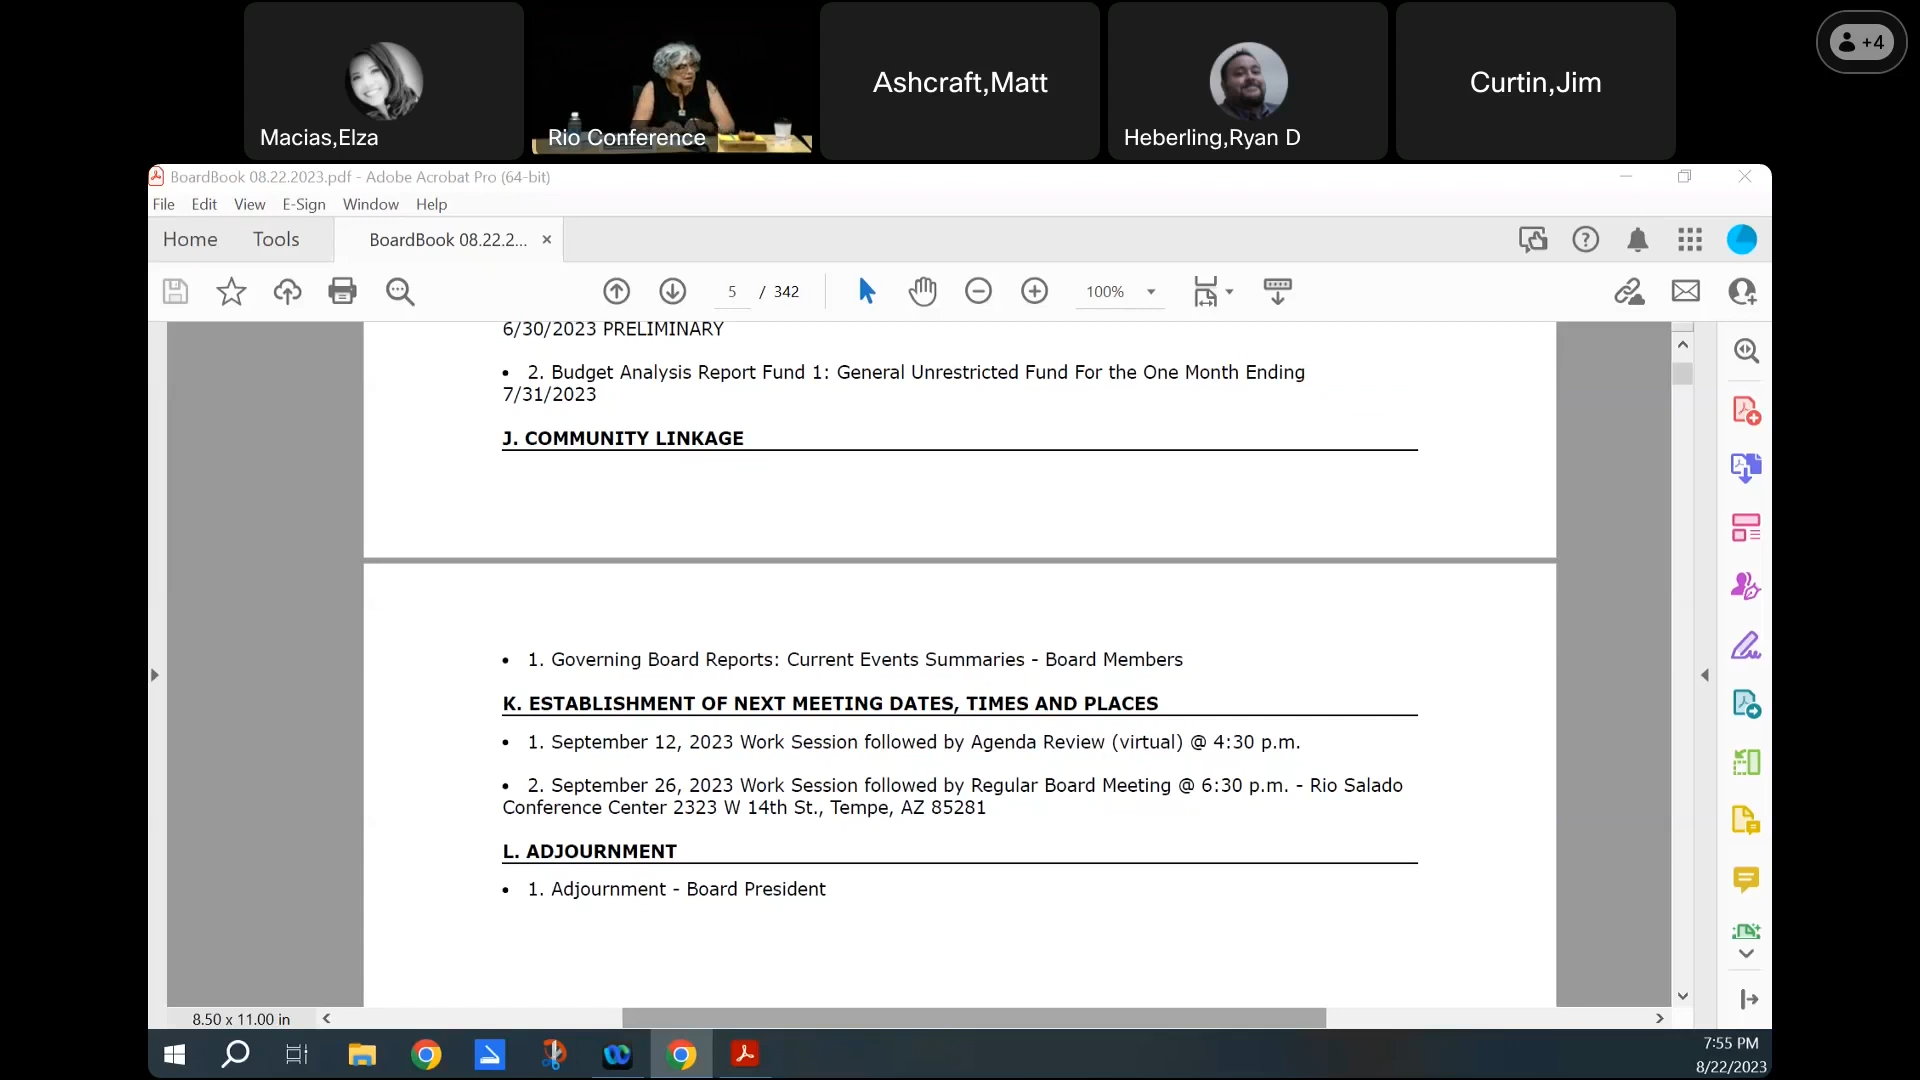 Macias,Elza
Rio Conference
Ashcraft,Matt
Heberling,Ryan D
Curtin,Jim
+4
BoardBook 08.22.2023.pdf - Adobe Acrobat Pro (64-bit)
File Edit View E-Sign Window Help
Home Tools BoardBook 08.22.2... ×
5 / 342 100%
6/30/2023 PRELIMINARY
• 2. Budget Analysis Report Fund 1: General Unrestricted Fund For the One Month Ending
7/31/2023
J. COMMUNITY LINKAGE
• 1. Governing Board Reports: Current Events Summaries - Board Members
K. ESTABLISHMENT OF NEXT MEETING DATES, TIMES AND PLACES
• 1. September 12, 2023 Work Session followed by Agenda Review (virtual) @ 4:30 p.m.
• 2. September 26, 2023 Work Session followed by Regular Board Meeting @ 6:30 p.m. - Rio Salado
Conference Center 2323 W 14th St., Tempe, AZ 85281
L. ADJOURNMENT
• 1. Adjournment - Board President
8.50 x 11.00 in
7:55 PM
8/22/2023